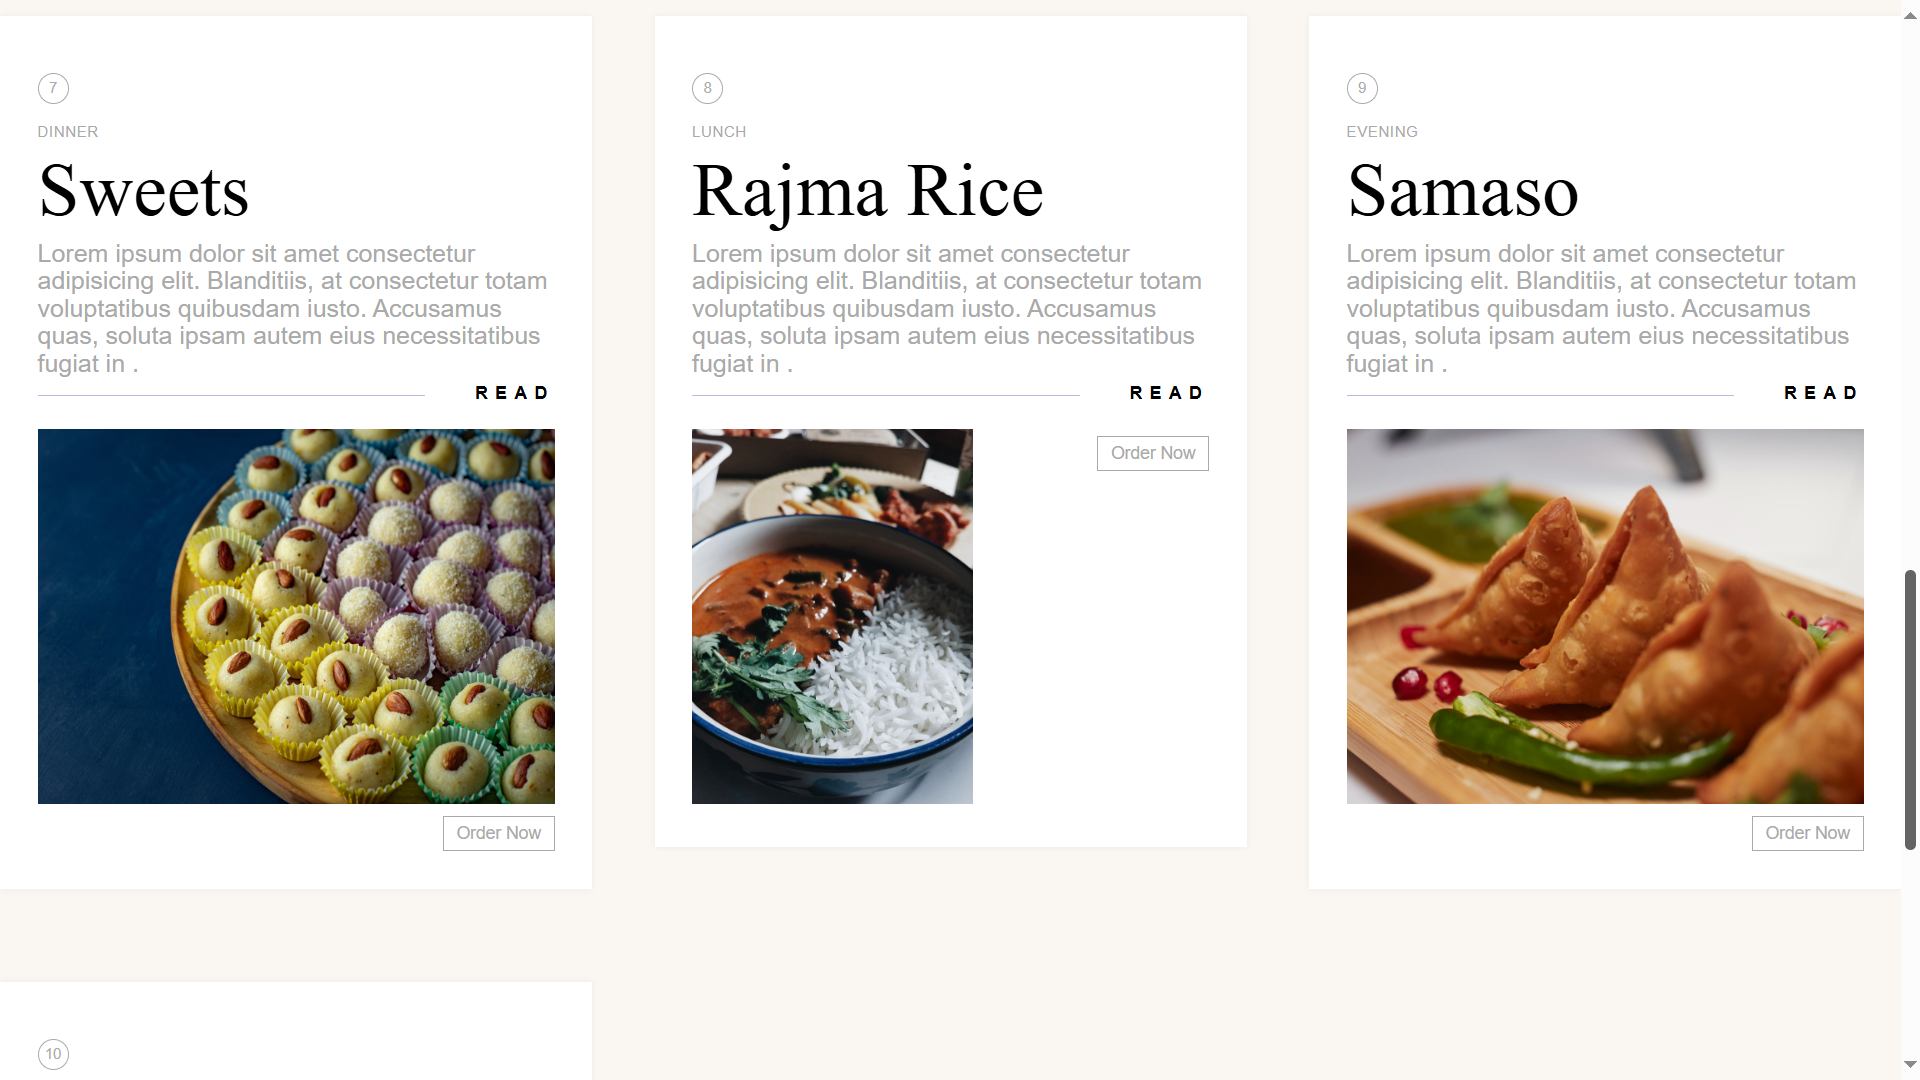 7
DINNER
Sweets
Lorem ipsum dolor sit amet consectetur
adipisicing elit. Blanditiis, at consectetur totam
voluptatibus quibusdam iusto. Accusamus
quas, soluta ipsam autem eius necessitatibus
fugiat in .
READ
Order Now
8
LUNCH
Rajma Rice
Lorem ipsum dolor sit amet consectetur
adipisicing elit. Blanditiis, at consectetur totam
voluptatibus quibusdam iusto. Accusamus
quas, soluta ipsam autem eius necessitatibus
fugiat in .
READ
Order Now
9
EVENING
Samaso
Lorem ipsum dolor sit amet consectetur
adipisicing elit. Blanditiis, at consectetur totam
voluptatibus quibusdam iusto. Accusamus
quas, soluta ipsam autem eius necessitatibus
fugiat in .
READ
Order Now
10